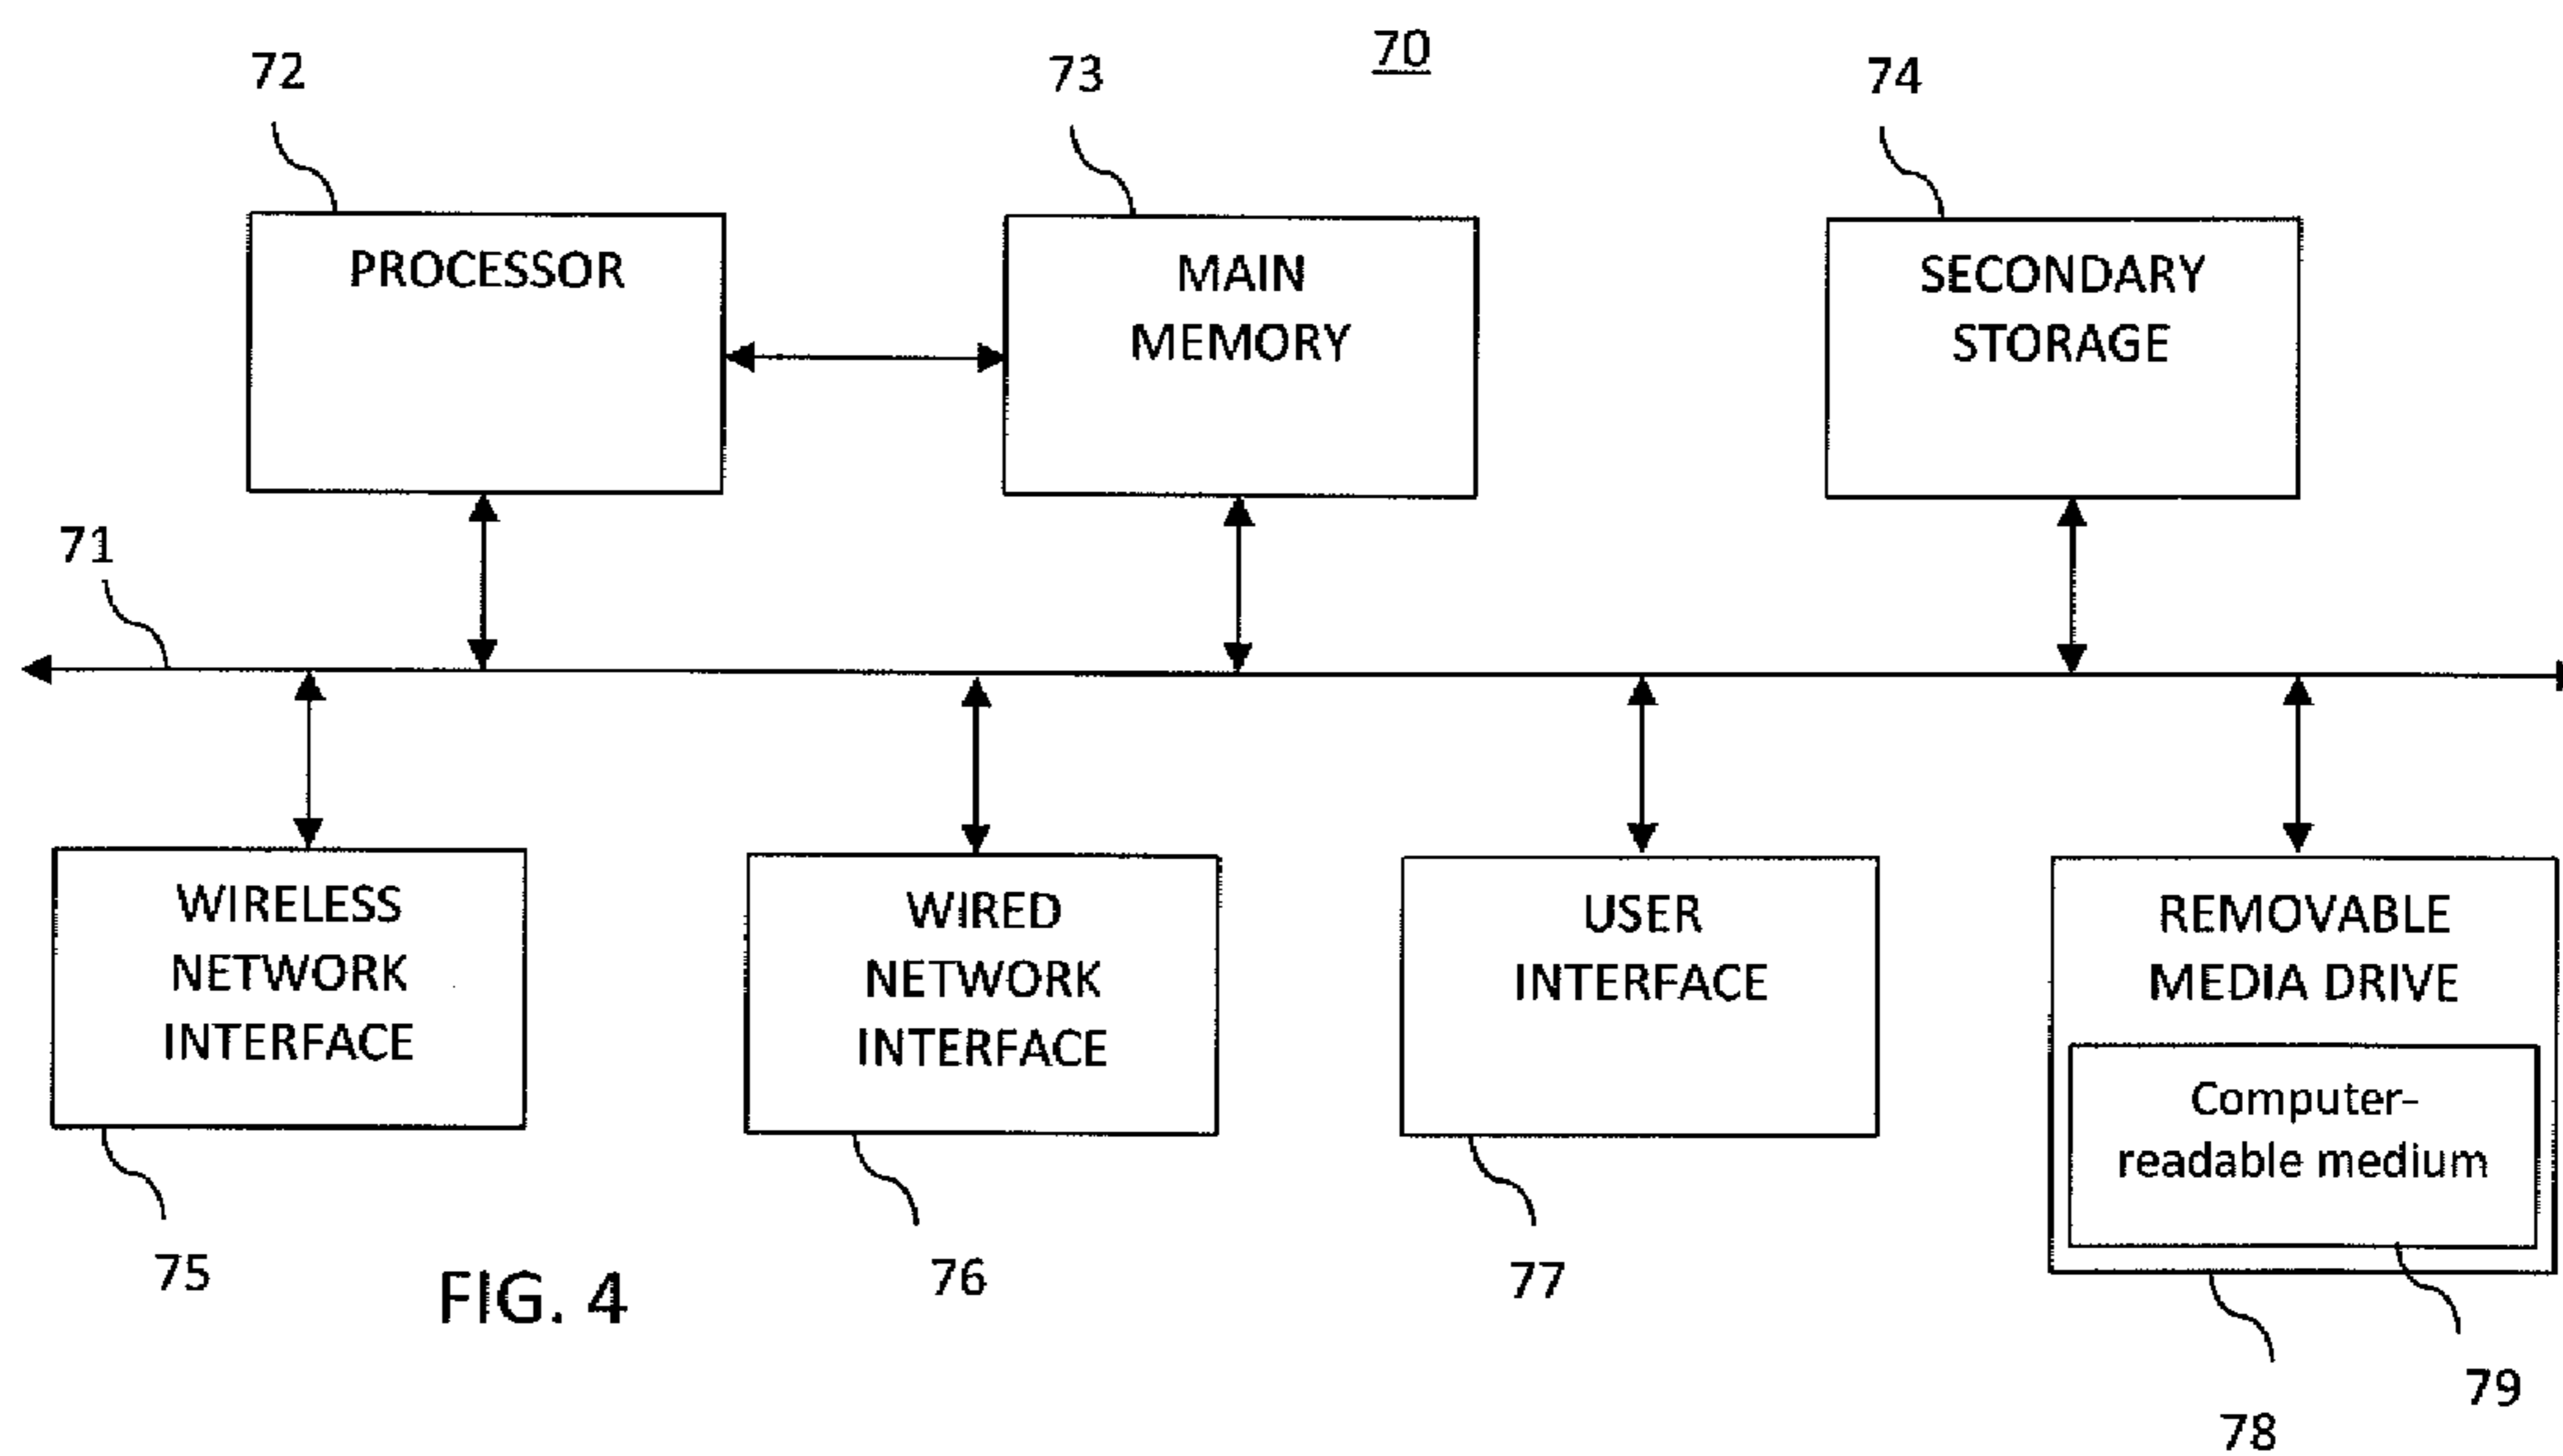 70
72
73
74
PROCESSOR
MAIN
MEMORY
SECONDARY
STORAGE
71
WIRELESS
NETWORK
INTERFACE
WIRED
NETWORK
INTERFACE
USER
INTERFACE
REMOVABLE
MEDIA DRIVE
Computer-
readable medium
75
76
77
78
79
FIG. 4